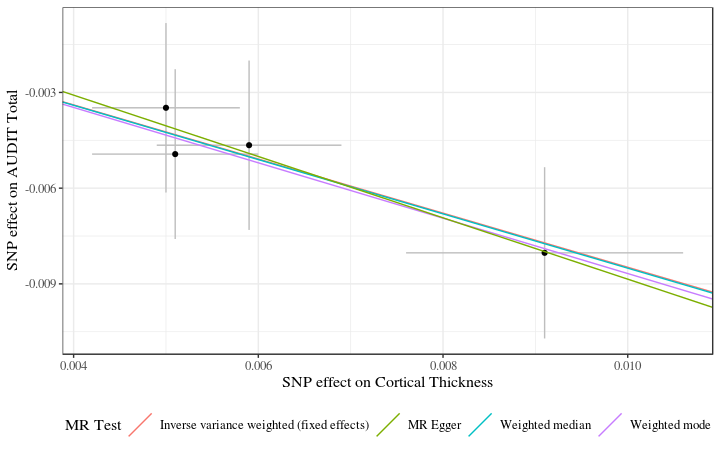 SNP effect on AUDIT Total
-0.003
-0.006
-0.009
0.004 0.006 0.008 0.010
SNP effect on Cortical Thickness
MR Test Inverse variance weighted (fixed effects) MR Egger Weighted median Weighted mode